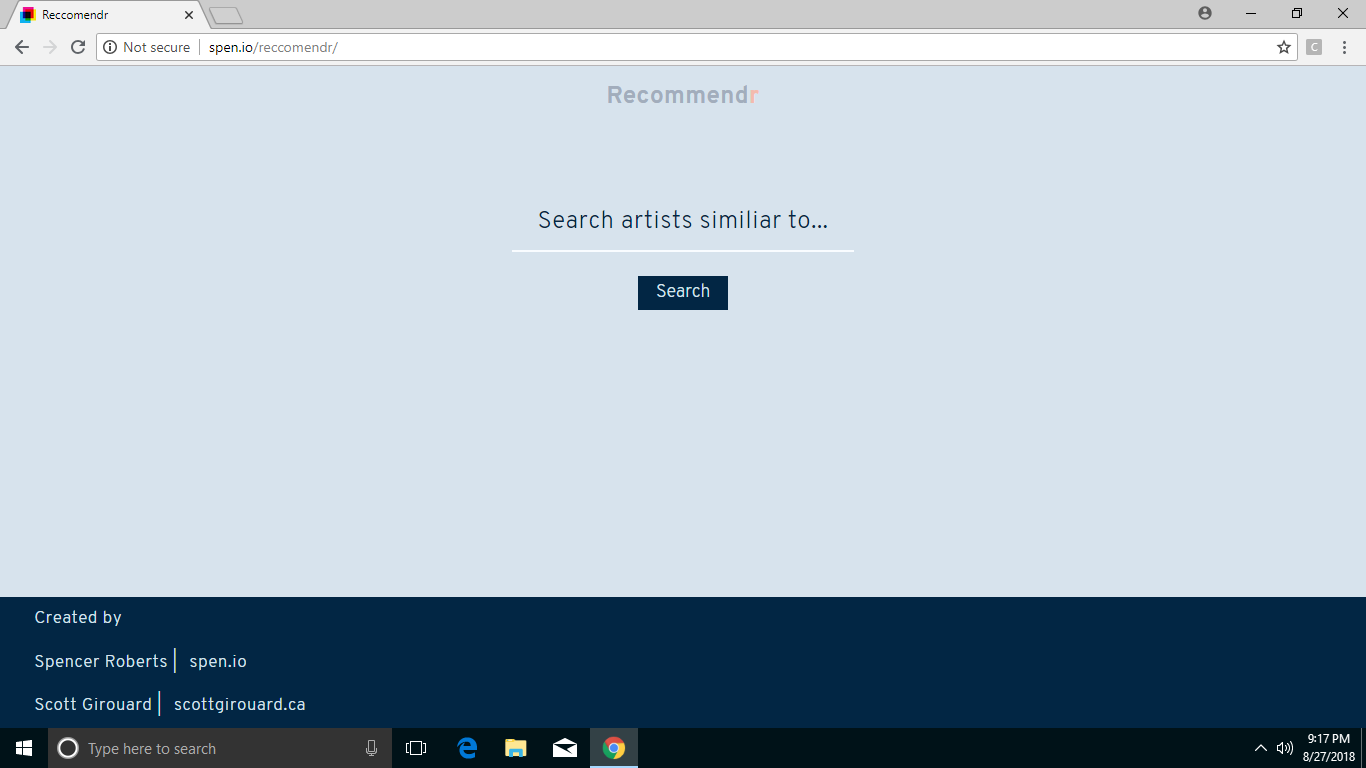 Reccomendr
Not secure spen.io/reccomendr/
C
Recommendr
Search artists similiar to...
Search
Created by
Spencer Roberts | spen.io
Scott Girouard | scottgirouard.ca
Type here to search
9:17 PM
8/27/2018